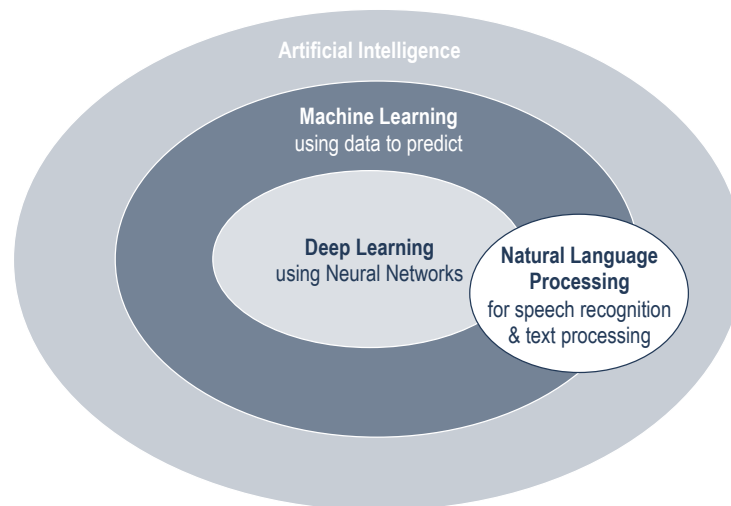 Artificial Intelligence
Machine Learning
using data to predict
Deep Learning
using Neural Networks
Natural Language
Processing
for speech recognition
& text processing